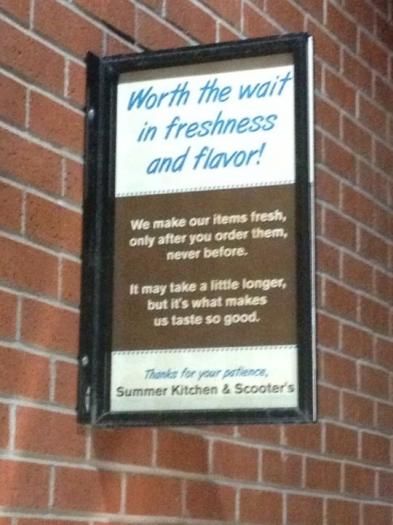 Worth the wait
in freshness
and flavor!
We make our items fresh,
only after you order them,
never before.
It may take a little longer,
but it's what makes
us taste so good.
Thanks for your patience,
Summer Kitchen & Scooter's